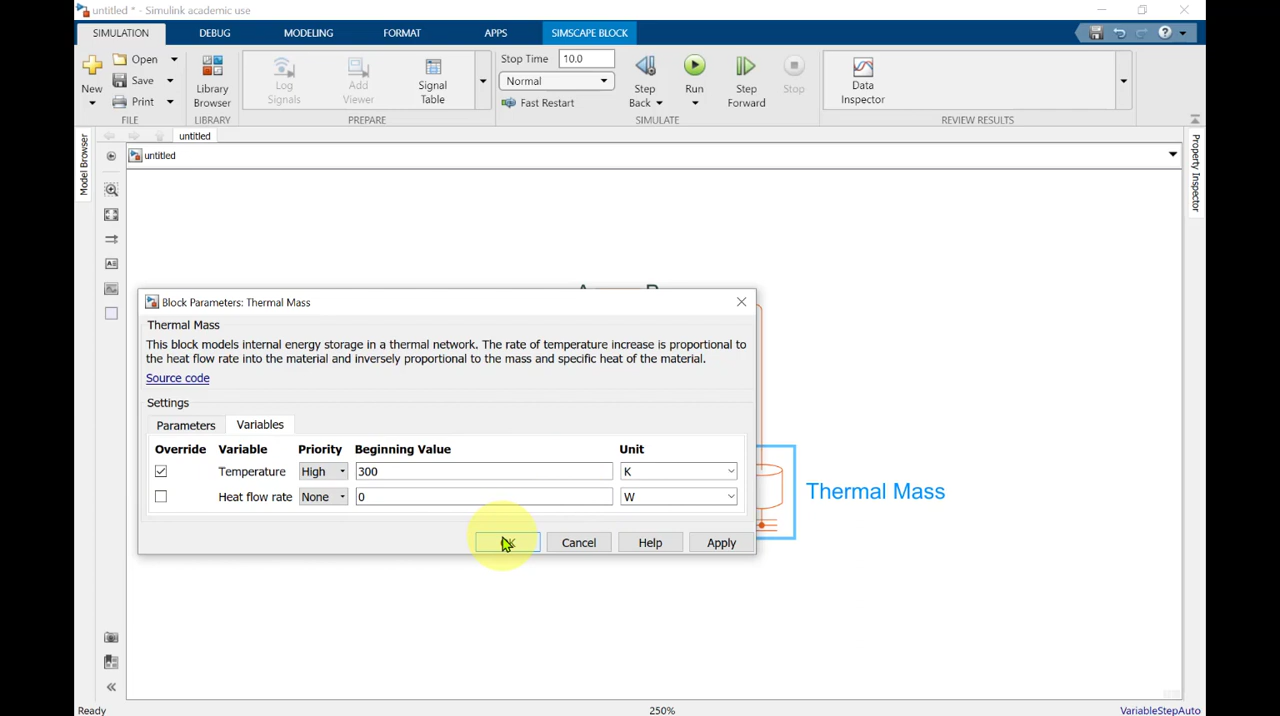 untitled * - Simulink academic use
SIMULATION DEBUG MODELING FORMAT APPS SIMSCAPE BLOCK
New
Open
Save
Print
FILE
Library
Browser
LIBRARY
Log
Signals
Add
Viewer
Signal
Table
PREPARE
Stop Time 10.0
Normal
Fast Restart
Step
Back
Run
Step
Forward
Stop
SIMULATE
Data
Inspector
REVIEW RESULTS
Model Browser
untitled
untitled
Property Inspector
Block Parameters: Thermal Mass
Thermal Mass
This block models internal energy storage in a thermal network. The rate of temperature increase is proportional to
the heat flow rate into the material and inversely proportional to the mass and specific heat of the material.
Source code
Settings
Parameters Variables
Override Variable Priority Beginning Value Unit
Temperature High 300 K
Heat flow rate None 0 W
Cancel Help Apply
Thermal Mass
Ready 250% VariableStepAuto